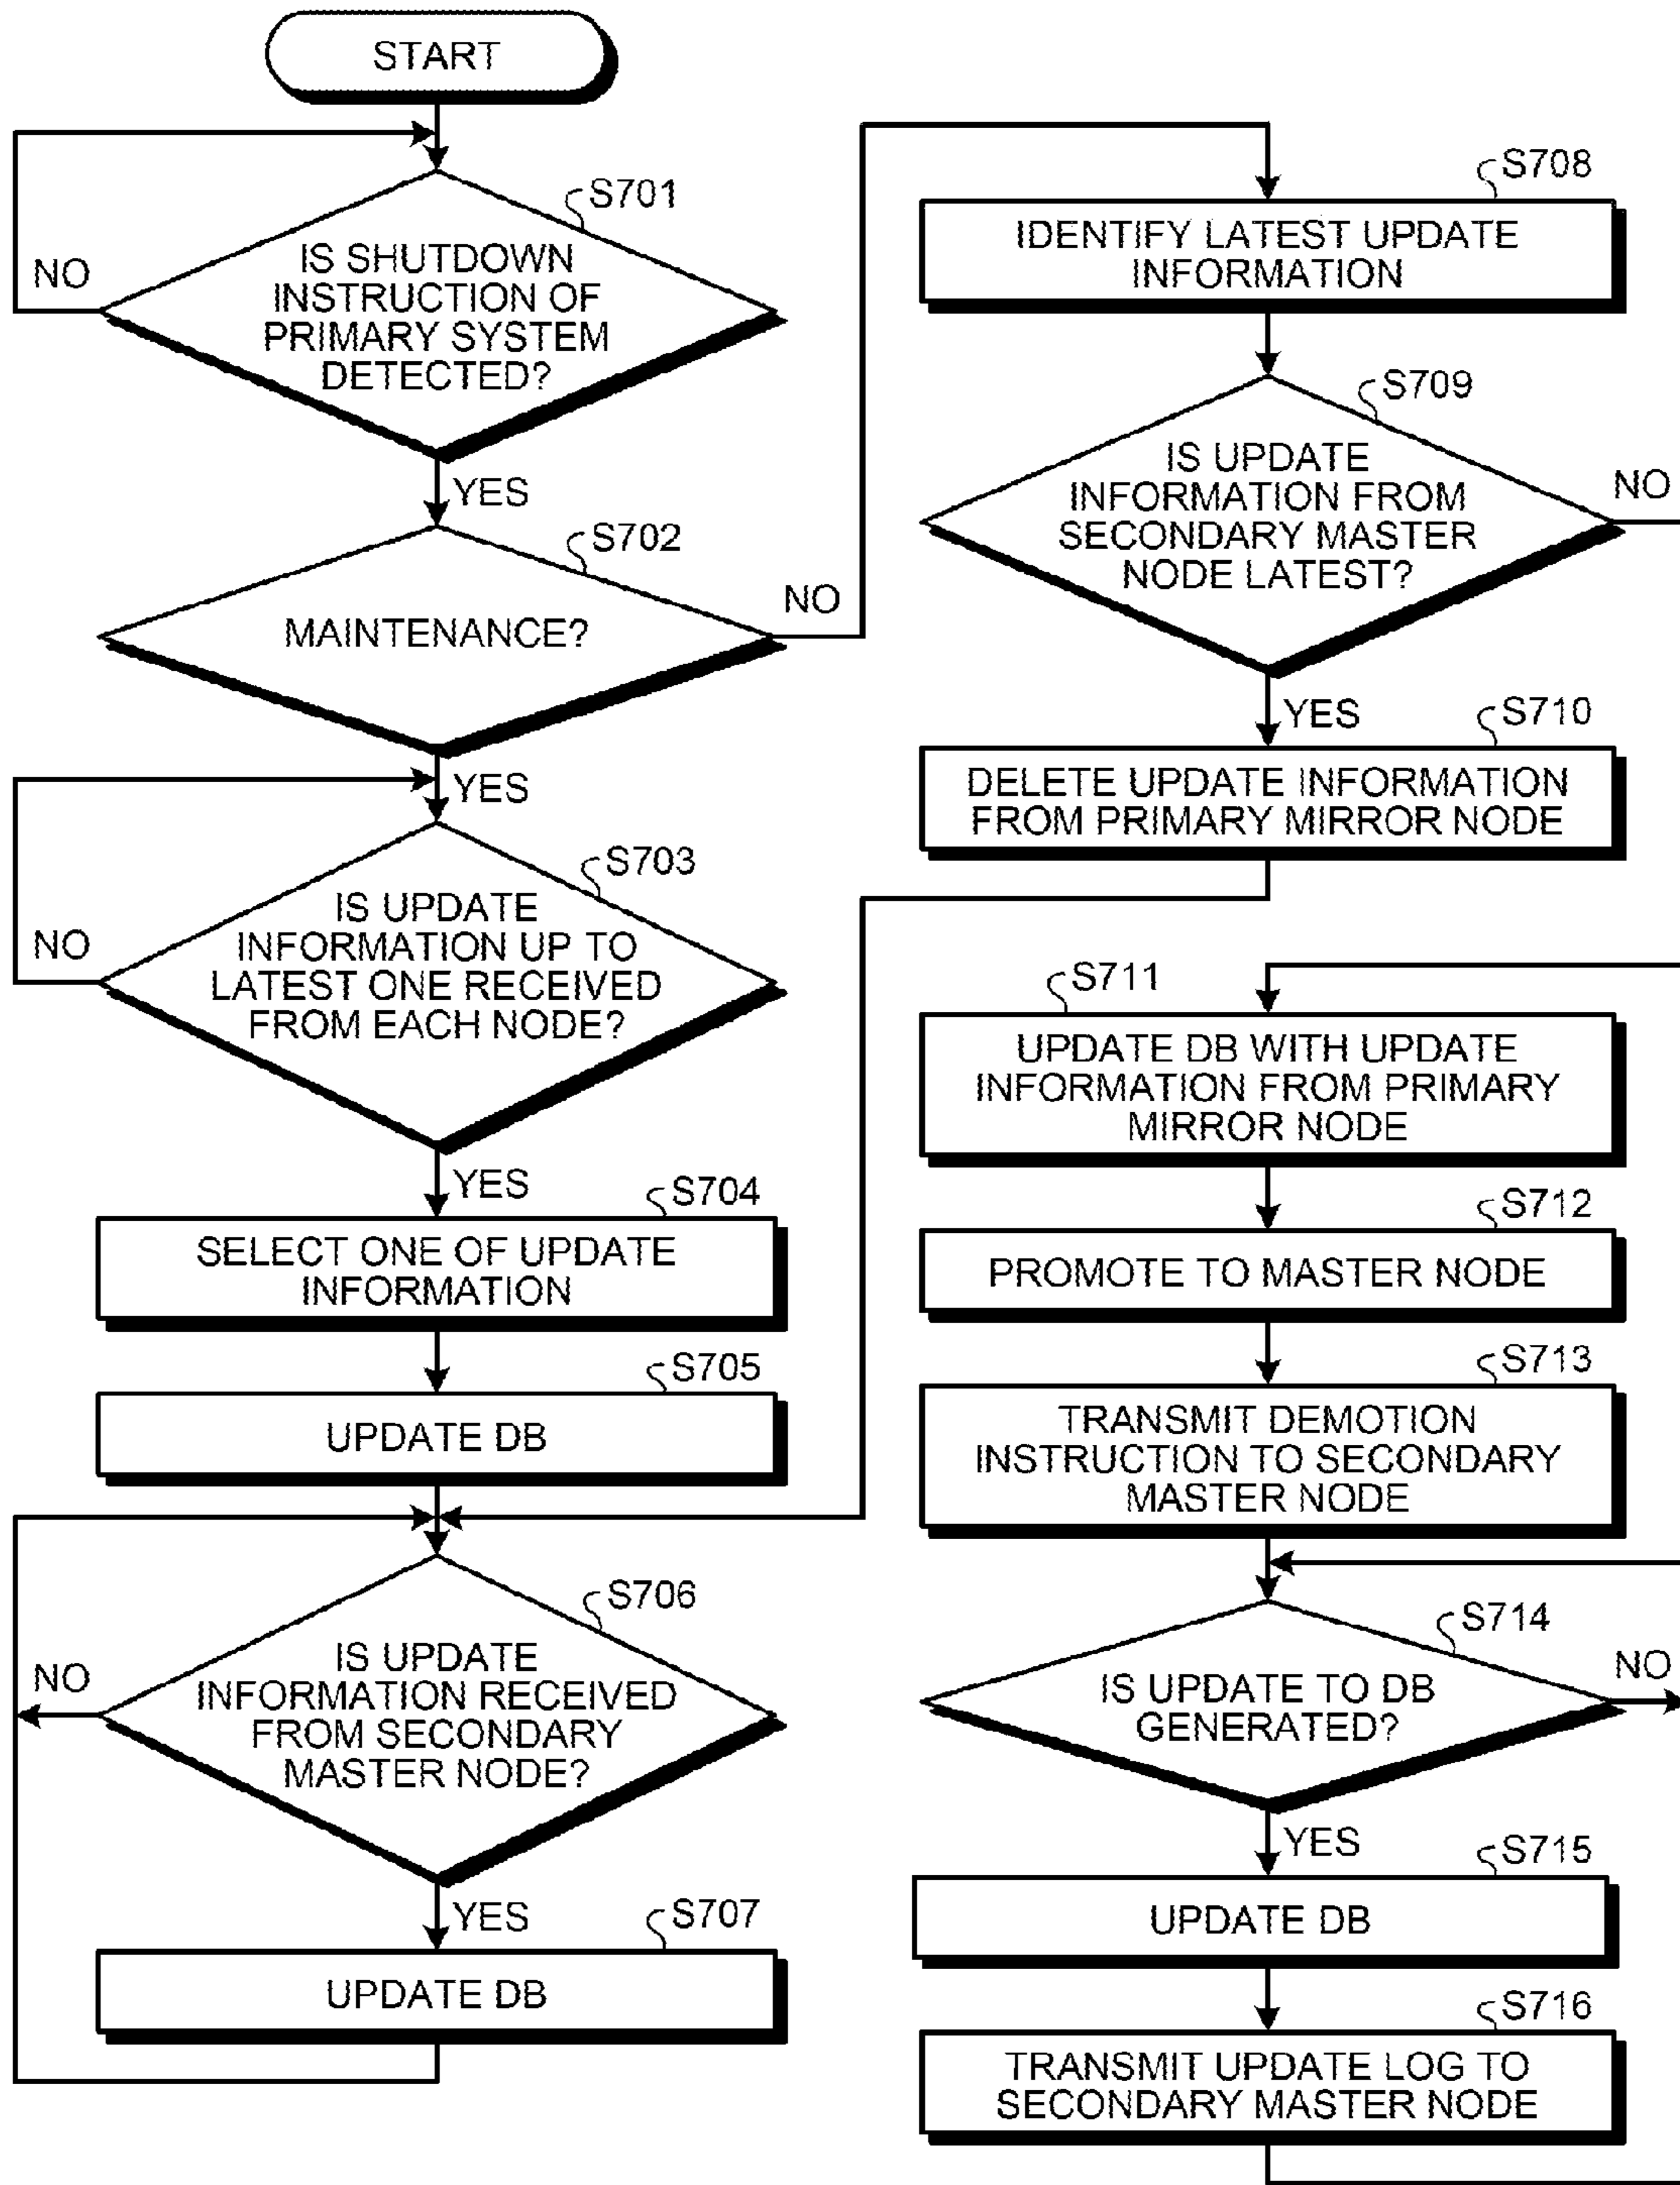 START
S701
IS SHUTDOWN
INSTRUCTION OF
PRIMARY SYSTEM
DETECTED?
NO
YES
S702
MAINTENANCE?
NO
YES
S703
IS UPDATE
INFORMATION UP TO
LATEST ONE RECEIVED
FROM EACH NODE?
NO
YES
S704
SELECT ONE OF UPDATE
INFORMATION
S705
UPDATE DB
S706
IS UPDATE
INFORMATION RECEIVED
FROM SECONDARY
MASTER NODE?
NO
YES
S707
UPDATE DB
S708
IDENTIFY LATEST UPDATE
INFORMATION
S709
IS UPDATE
INFORMATION FROM
SECONDARY MASTER
NODE LATEST?
NO
YES
S710
DELETE UPDATE INFORMATION
FROM PRIMARY MIRROR NODE
S711
UPDATE DB WITH UPDATE
INFORMATION FROM PRIMARY
MIRROR NODE
S712
PROMOTE TO MASTER NODE
S713
TRANSMIT DEMOTION
INSTRUCTION TO SECONDARY
MASTER NODE
S714
IS UPDATE TO DB
GENERATED?
NO
YES
S715
UPDATE DB
S716
TRANSMIT UPDATE LOG TO
SECONDARY MASTER NODE